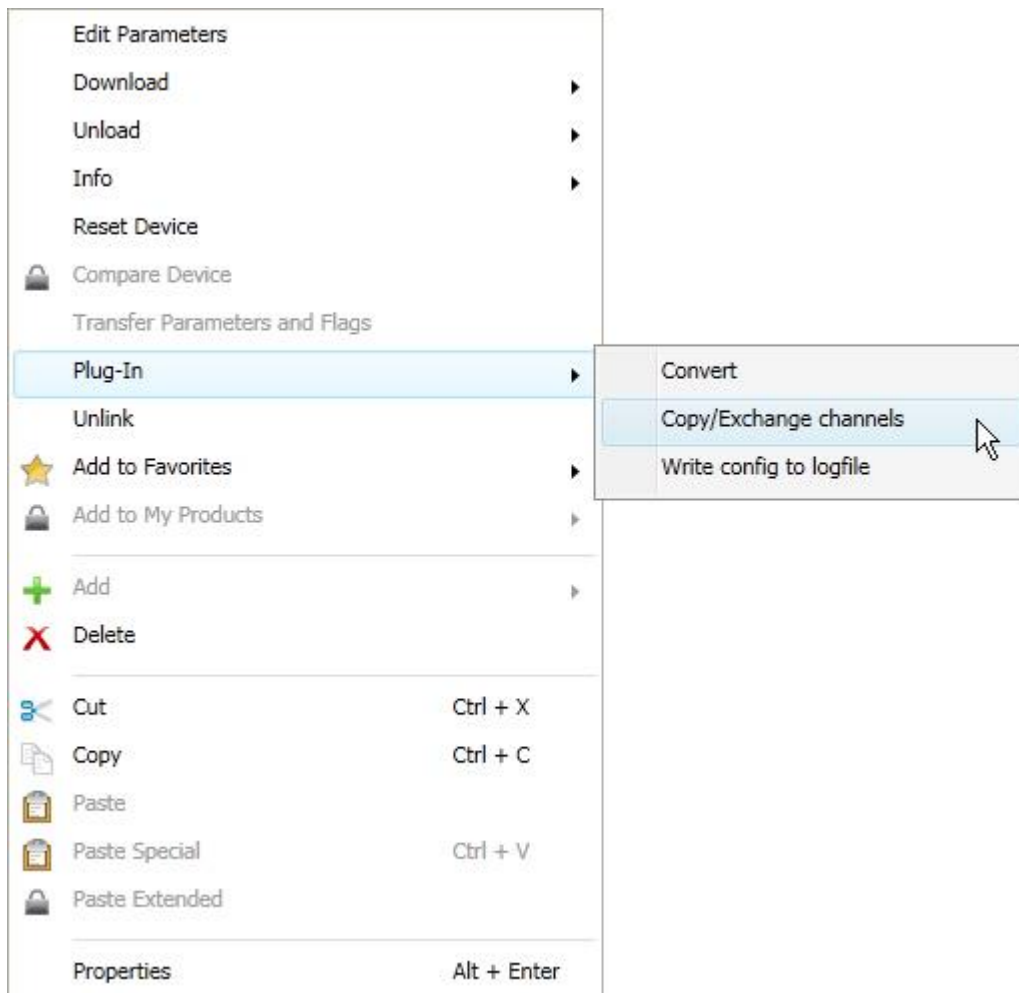 Edit Parameters
Download
Unload
Info
Reset Device
Compare Device
Transfer Parameters and Flags
Plug-In
Convert
Unlink
Copy/Exchange channels
Add to Favorites
Write config to logfile
Add to My Products
Add
Delete
Cut Ctrl + X
Copy Ctrl + C
Paste
Paste Special Ctrl + V
Paste Extended
Properties Alt + Enter